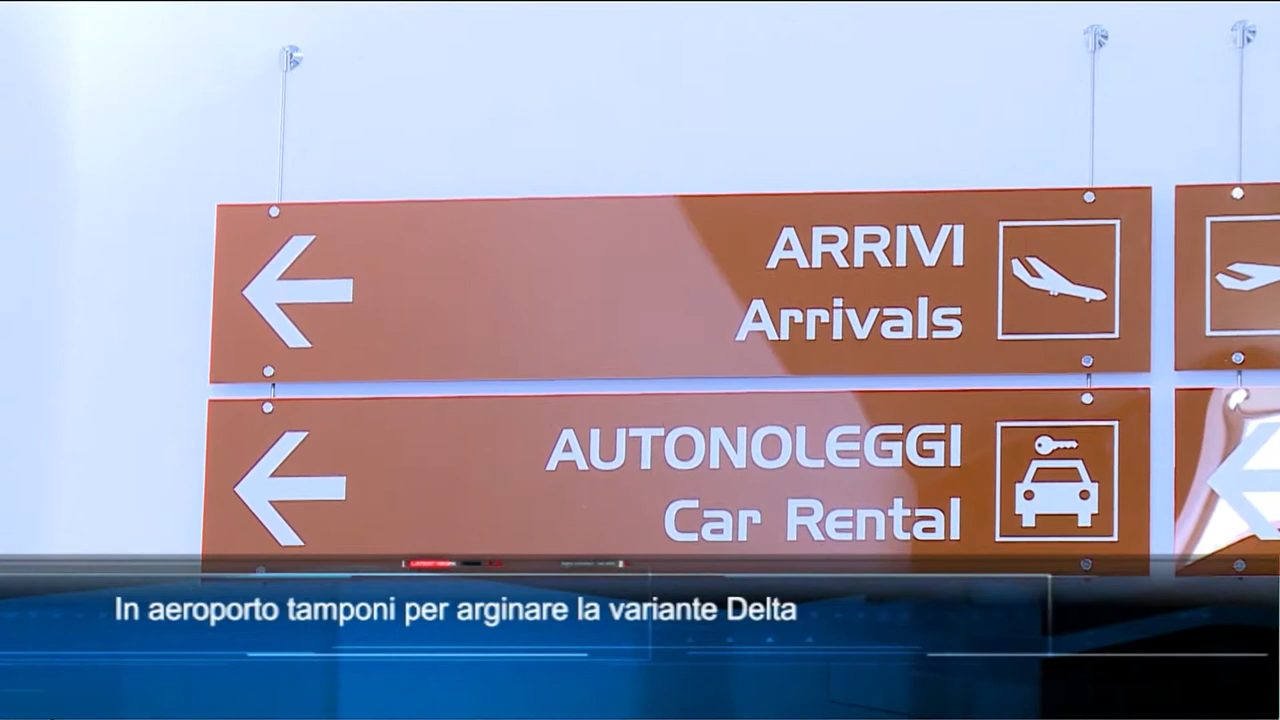 ARRIVI
Arrivals
AUTONOLEGGI
Car Rental
In aeroporto tamponi per arginare la variante Delta